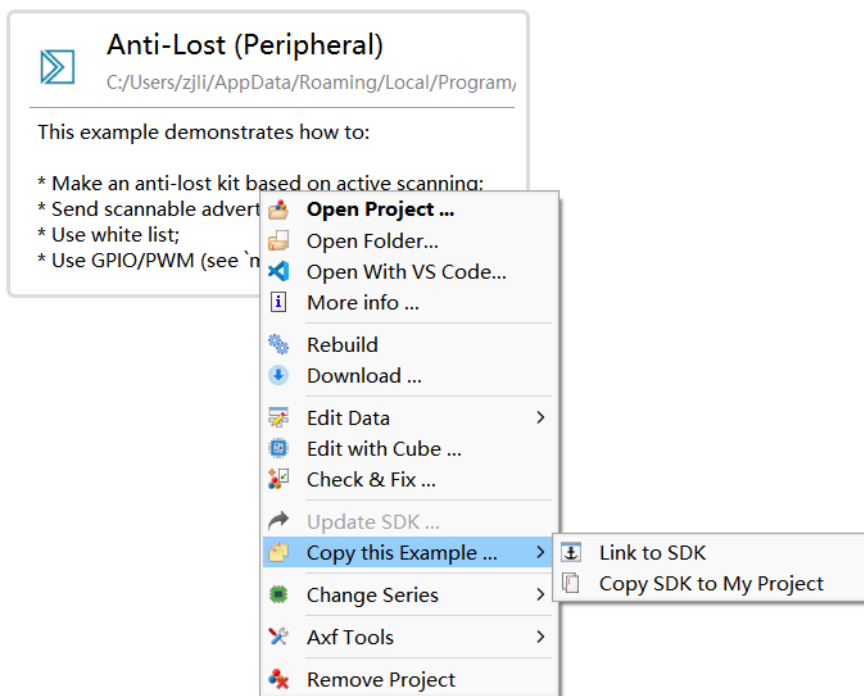 Anti-Lost (Peripheral)
C:/Users/zjli/AppData/Roaming/Local/Program/
This example demonstrates how to:
* Make an anti-lost kit based on active scanning;
* Send scannable advert
* Use white list;
* Use GPIO/PWM (see `m
Open Project ...
Open Folder...
Open With VS Code...
More info ...
Rebuild
Download ...
Edit Data
Edit with Cube ...
Check & Fix ...
Update SDK ...
Copy this Example ...
Link to SDK
Copy SDK to My Project
Change Series
Axf Tools
Remove Project